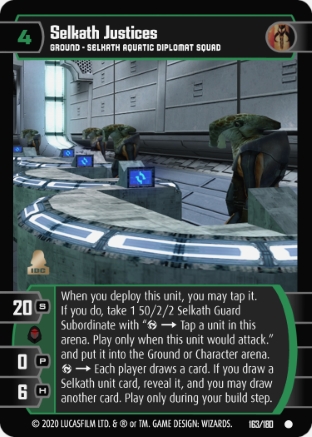 4
Selkath Justices
GROUND - SELKATH AQUATIC DIPLOMAT SQUAD
20 S
0 P
6 H
When you deploy this unit, you may tap it.
If you do, take 1 50/2/2 Selkath Guard
Subordinate with “ → Tap a unit in this
arena. Play only when this unit would attack.”
and put it into the Ground or Character arena.
→ Each player draws a card. If you draw a
Selkath unit card, reveal it, and you may draw
another card. Play only during your build step.
© 2020 LUCASFILM LTD. & ® or TM. GAME DESIGN: WIZARDS.
163/180